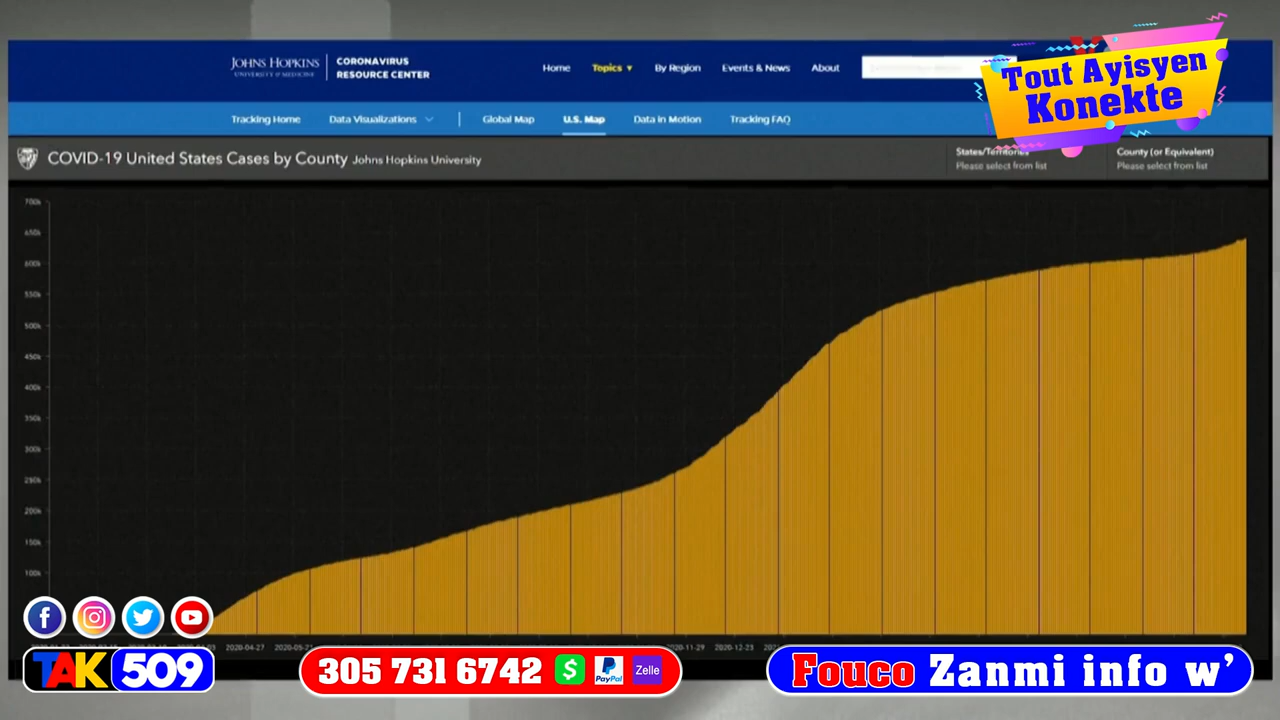 JOHNS HOPKINS
UNIVERSITY & MEDICINE
CORONAVIRUS
RESOURCE CENTER
Home
Topics
By Region
Events & News
About
Tout Ayisyen
Konekte
Tracking Home
Data Visualizations
Global Map
U.S. Map
Data in Motion
Tracking FAQ
COVID-19 United States Cases by County Johns Hopkins University
States/Territories
Please select from list
County (or Equivalent)
Please select from list
700k
650k
600k
550k
500k
450k
400k
350k
300k
250k
200k
150k
100k
2020-04-27
2020-05-21
2020-11-29
2020-12-23
TAK 509
305 731 6742
$
PayPal
Zelle
Fouco Zanmi info w'